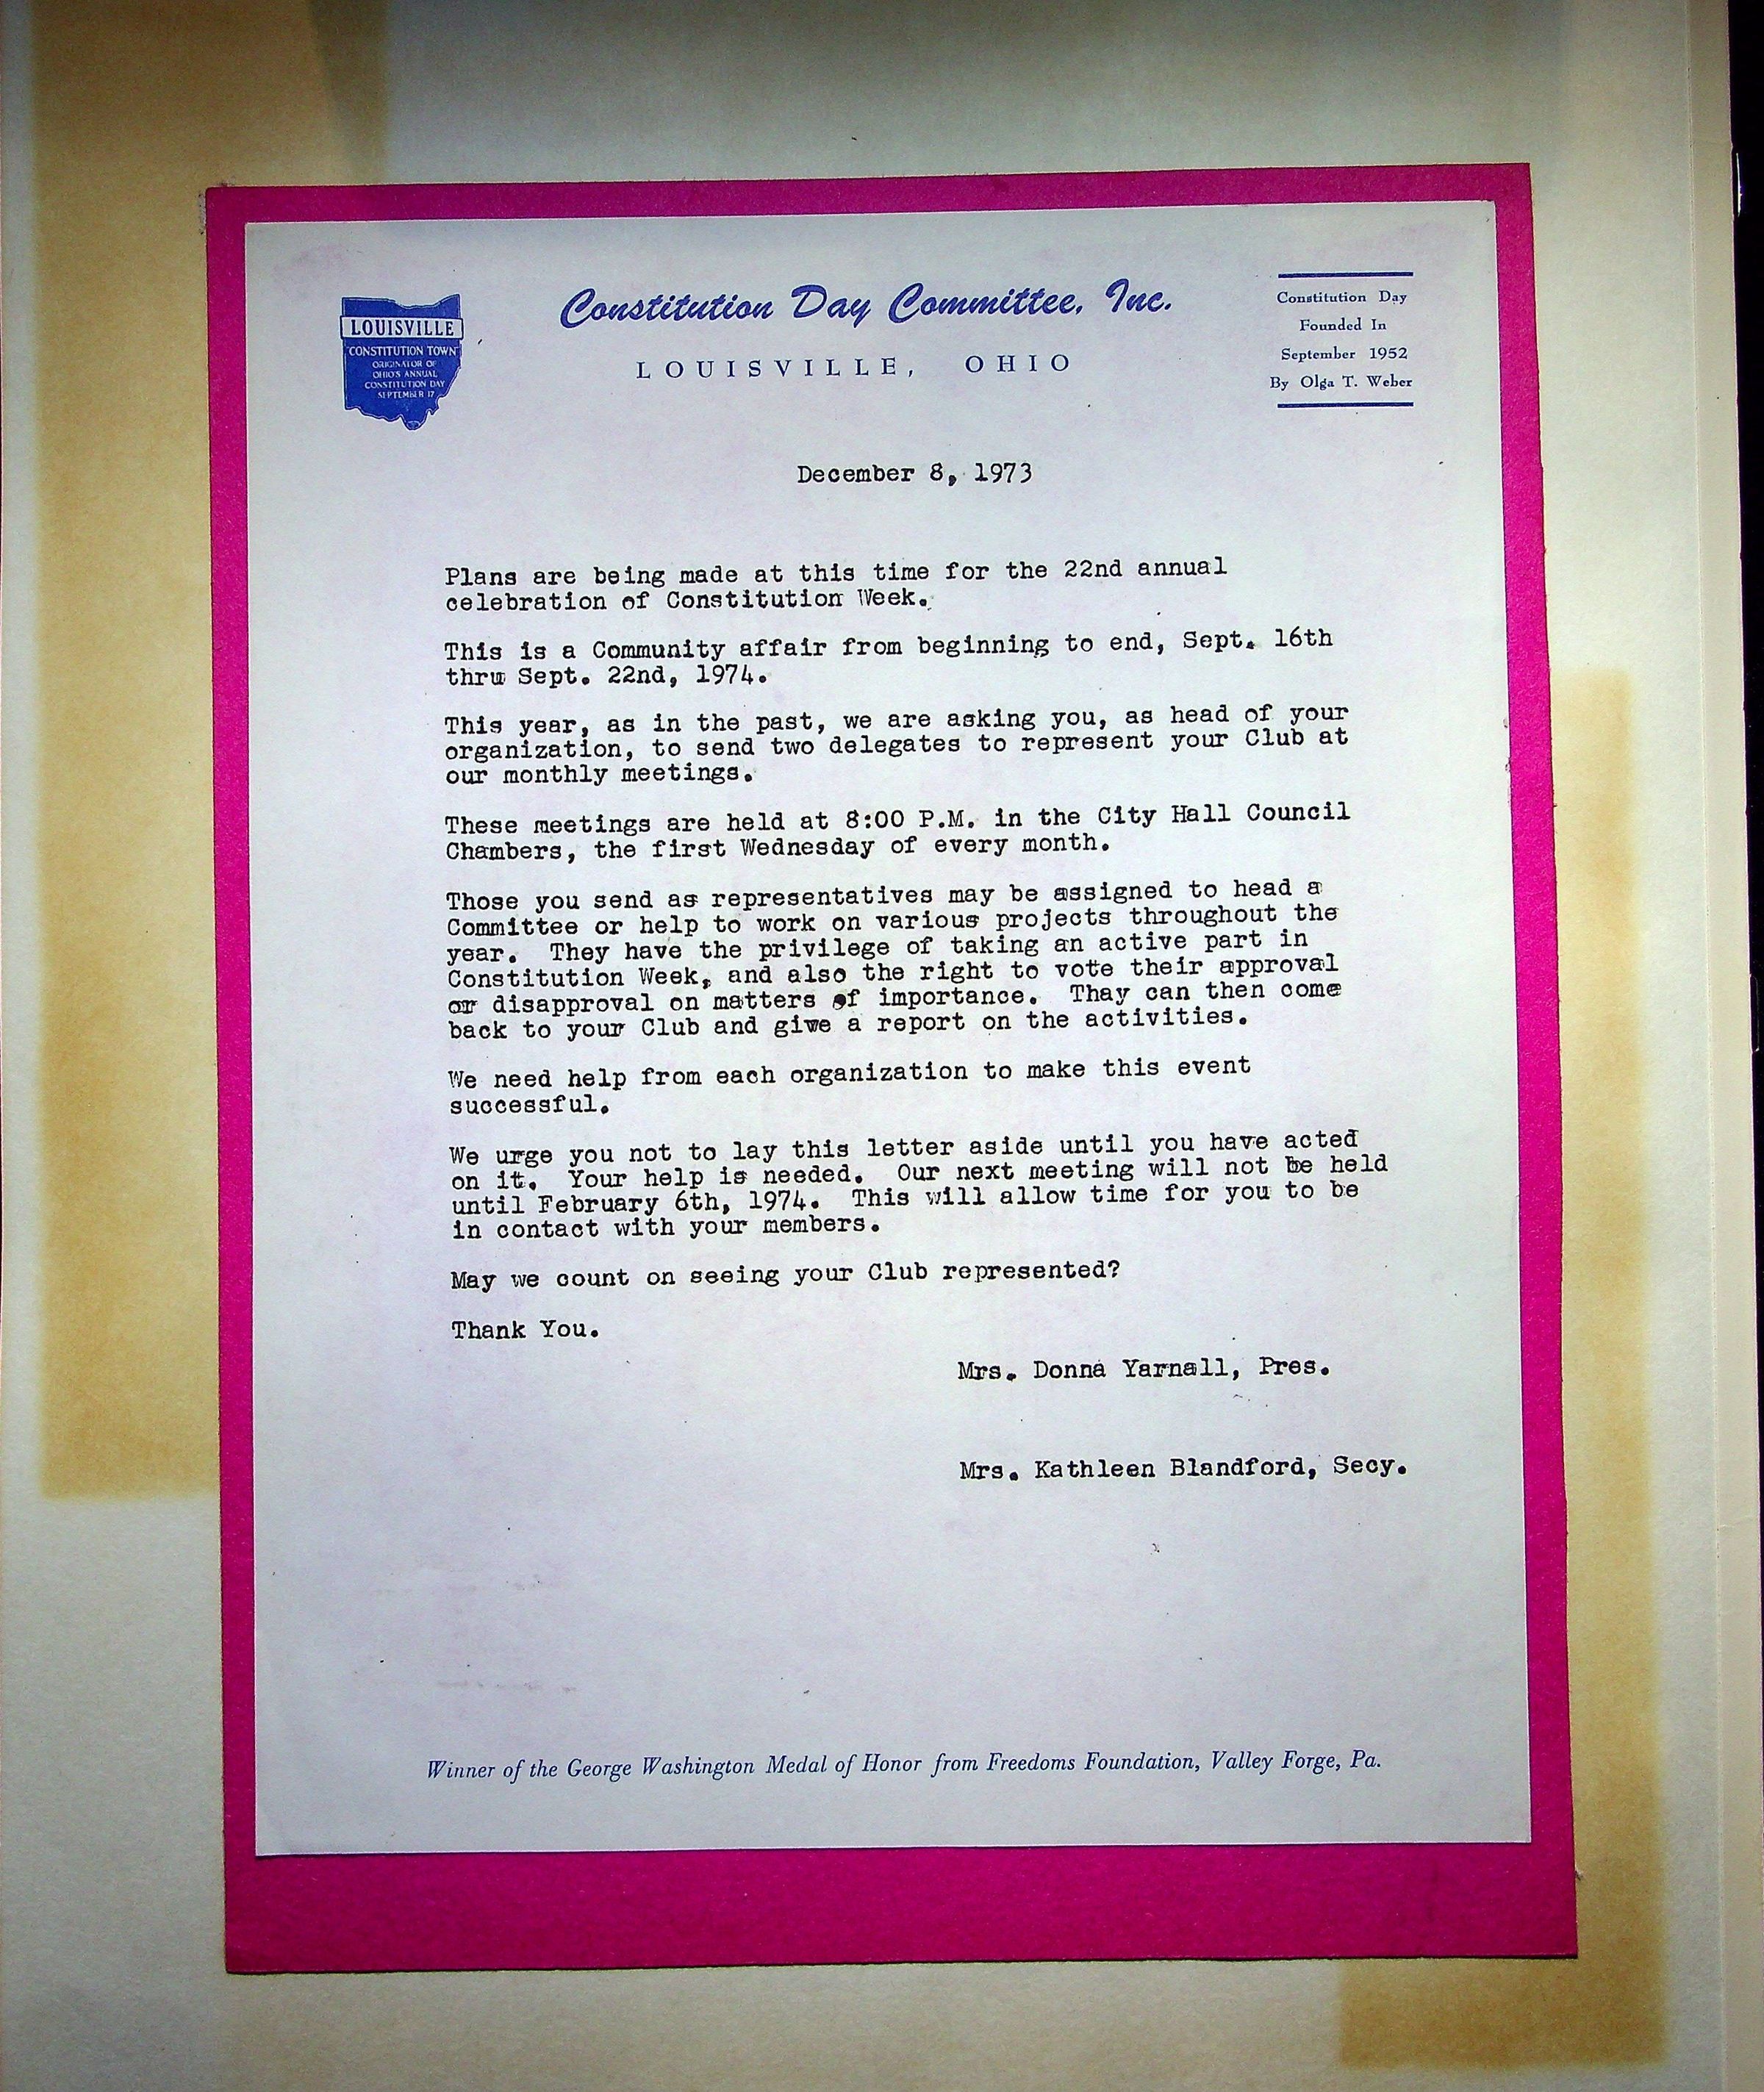 LOUISVILLE
CONSTITUTION TOWN
ORIGINATOR OF
OHIO'S ANNUAL
CONSTITUTION DAY
SEPTEMBER 17
Constitution Day Committee, Inc.
LOUISVILLE, OHIO
Constitution Day
Founded In
September 1952
By Olga T. Weber
December 8, 1973
Plans are being made at this time for the 22nd annual
celebration of Constitution Week.
This is a Community affair from beginning to end, Sept. 16th
thru Sept. 22nd, 1974.
This year, as in the past, we are asking you, as head of your
organization, to send two delegates to represent your Club at
our monthly meetings.
These meetings are held at 8:00 P.M. in the City Hall Council
Chambers, the first Wednesday of every month.
Those you send as representatives may be assigned to head a
Committee or help to work on various projects throughout the
year. They have the privilege of taking an active part in
Constitution Week, and also the right to vote their approval
or disapproval on matters of importance. Thay can then come
back to your Club and give a report on the activities.
We need help from each organization to make this event
successful.
We urge you not to lay this letter aside until you have acted
on it. Your help is needed. Our next meeting will not be held
until February 6th, 1974. This will allow time for you to be
in contact with your members.
May we count on seeing your Club represented?
Thank You.
Mrs. Donna Yarnall, Pres.
Mrs. Kathleen Blandford, Secy.
Winner of the George Washington Medal of Honor from Freedoms Foundation, Valley Forge, Pa.